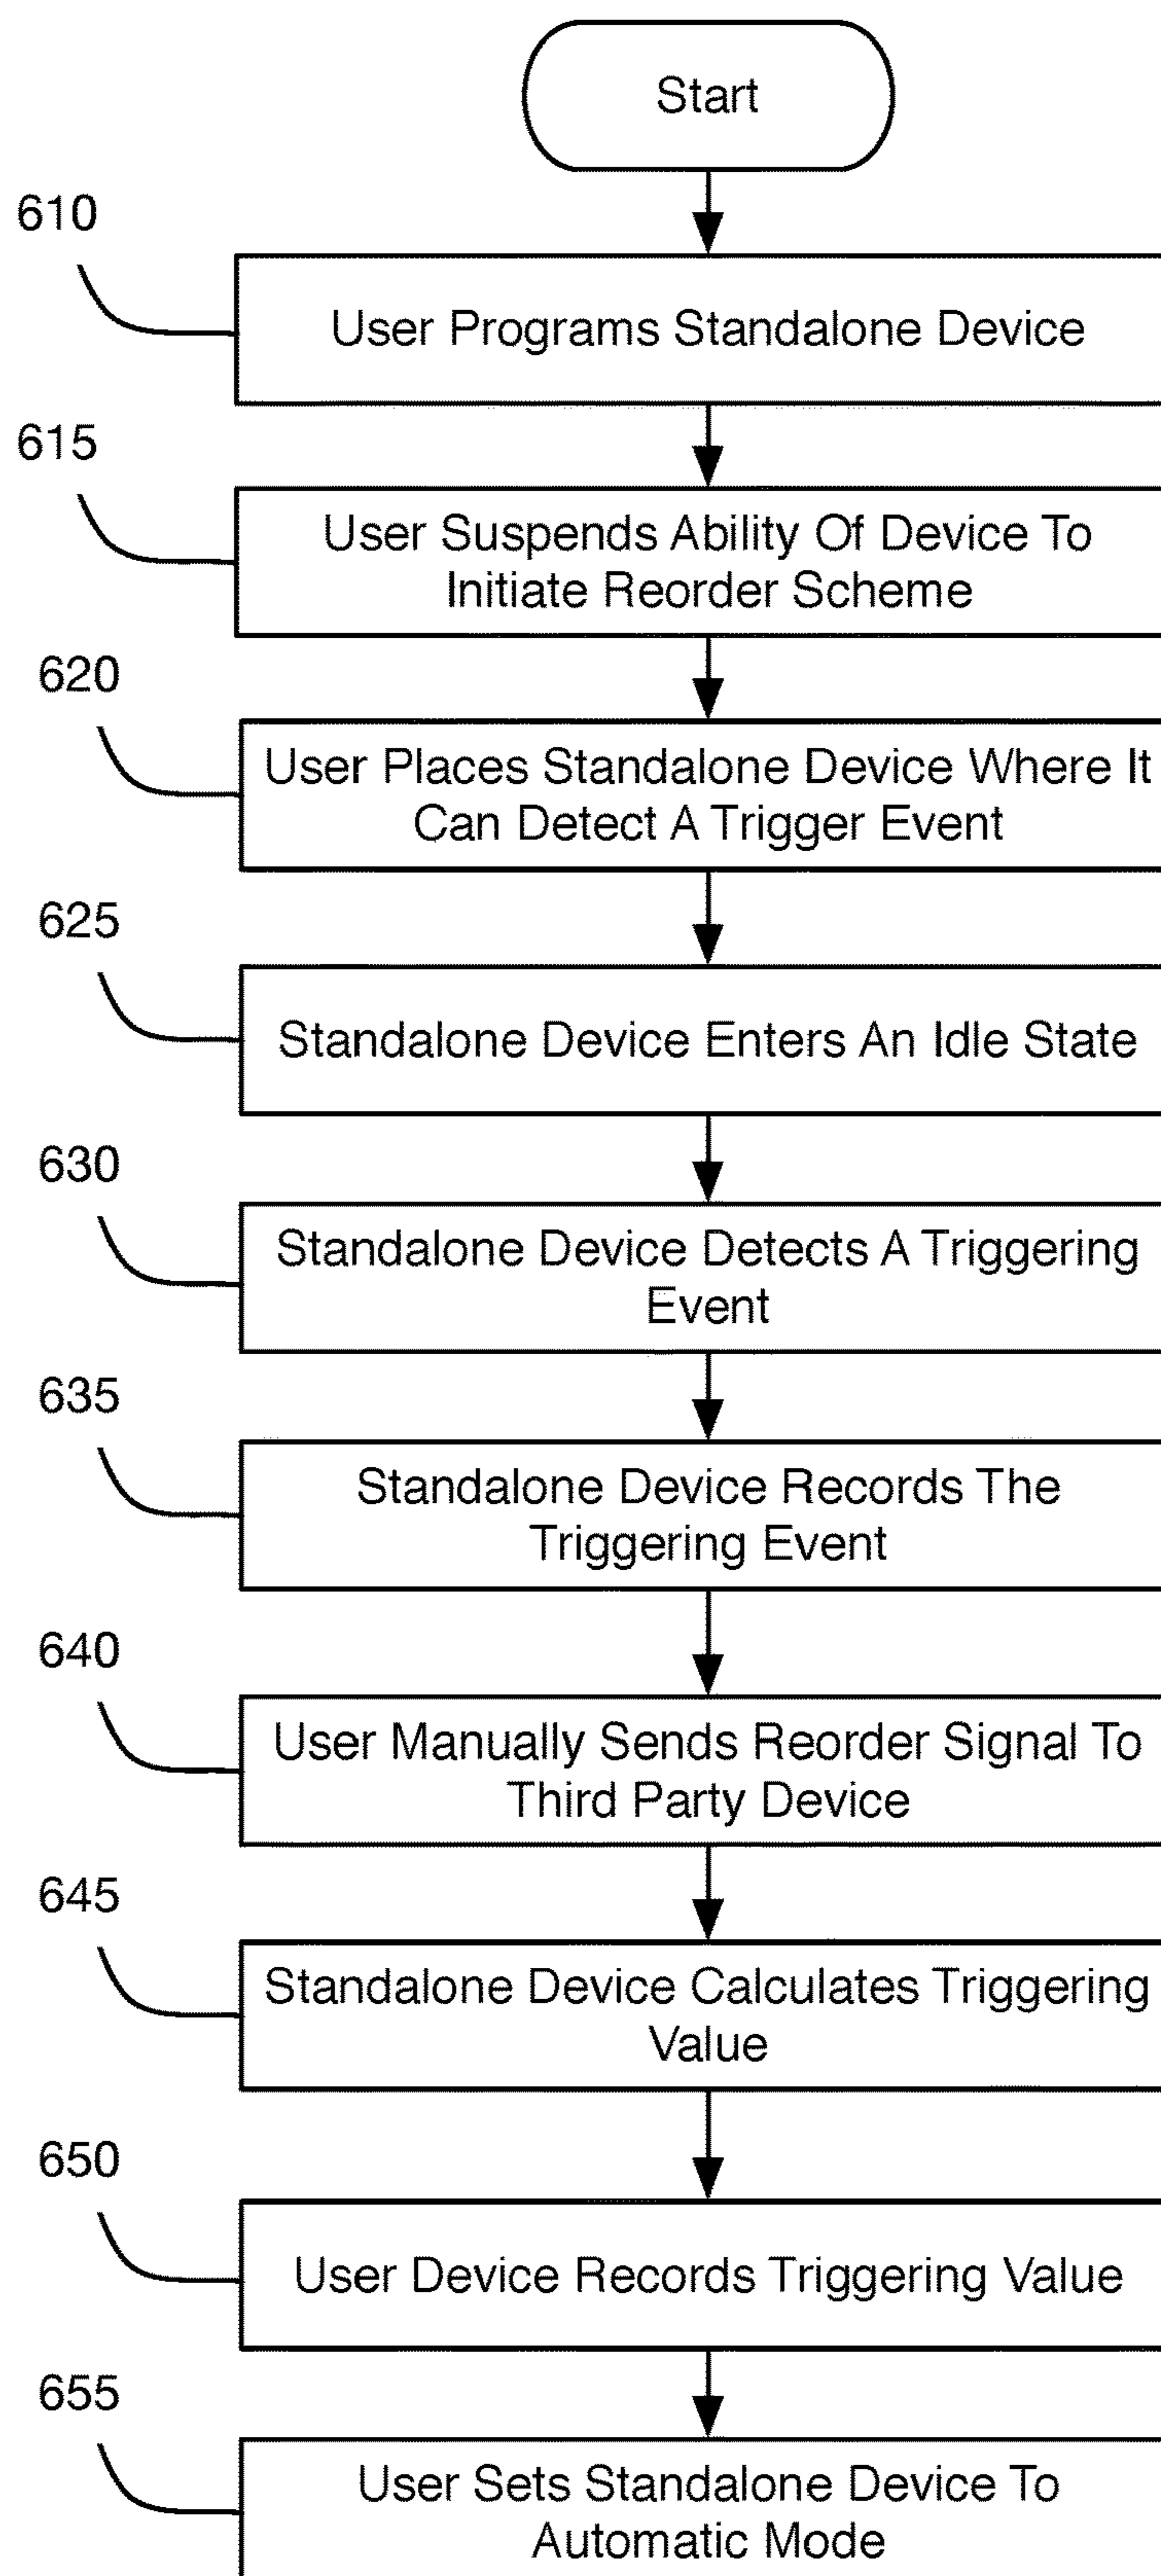 Start
610
User Programs Standalone Device
615
User Suspends Ability Of Device To
Initiate Reorder Scheme
620
User Places Standalone Device Where It
Can Detect A Trigger Event
625
Standalone Device Enters An Idle State
630
Standalone Device Detects A Triggering
Event
635
Standalone Device Records The
Triggering Event
640
User Manually Sends Reorder Signal To
Third Party Device
645
Standalone Device Calculates Triggering
Value
650
User Device Records Triggering Value
655
User Sets Standalone Device To
Automatic Mode